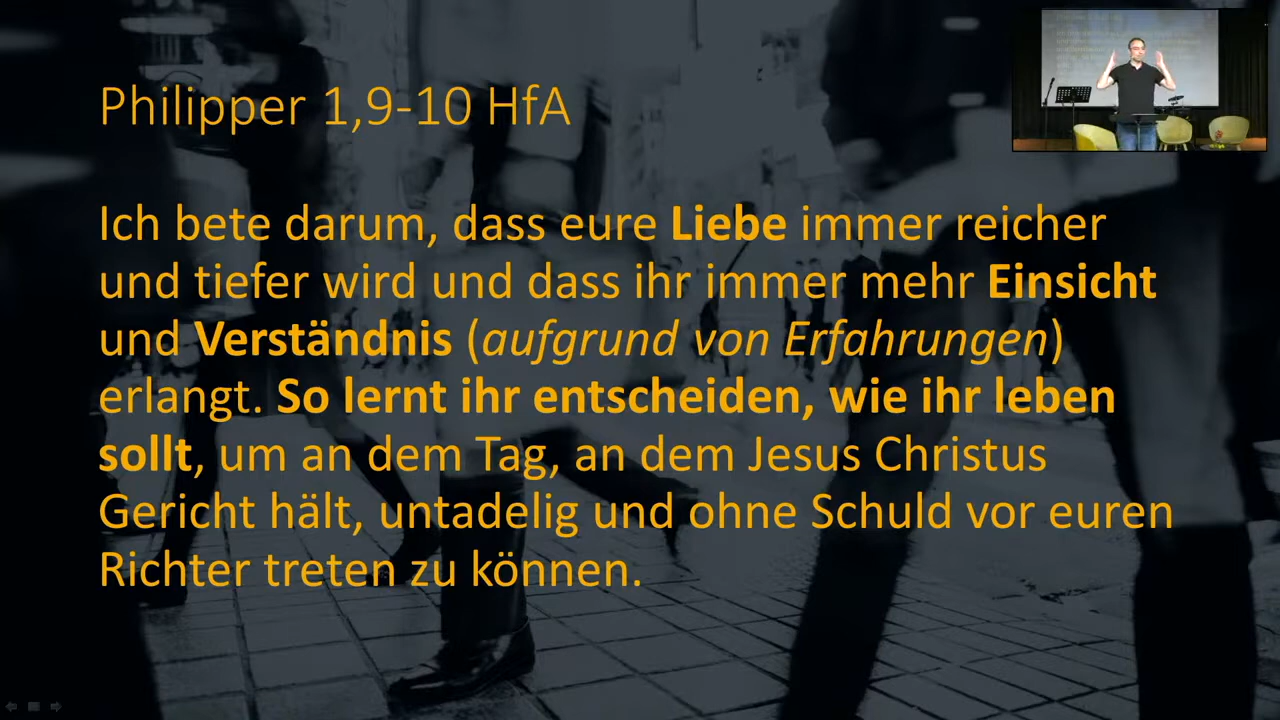 Philipper 1,9-10 HfA
Ich bete darum, dass eure Liebe immer reicher
und tiefer wird und dass ihr immer mehr Einsicht
und Verständnis (aufgrund von Erfahrungen)
erlangt. So lernt ihr entscheiden, wie ihr leben
sollt, um an dem Tag, an dem Jesus Christus
Gericht hält, untadelig und ohne Schuld vor euren
Richter treten zu können.